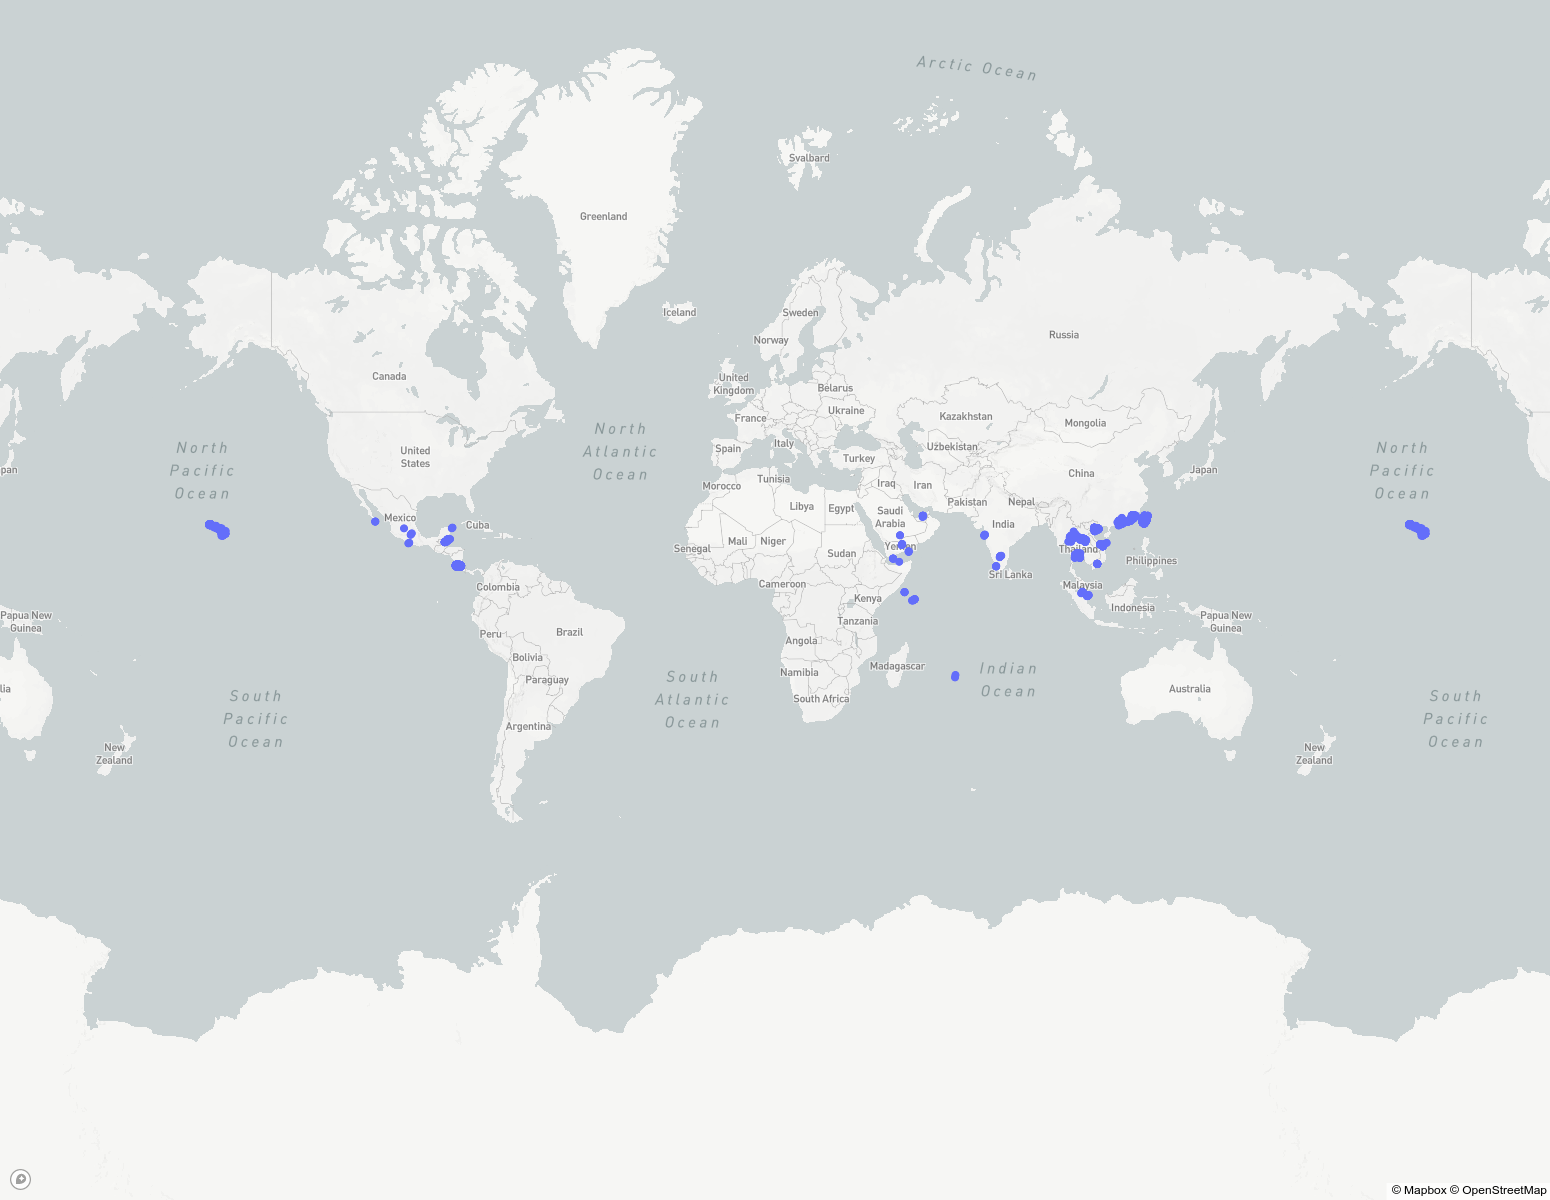 Arctic Ocean
Svalbard
Greenland
Iceland
Sweden
Norway
Russia
Canada
United
Kingdom
Belarus
Ukraine
France
Kazakhstan
Mongolia
North
Pacific
Ocean
United
States
North
Atlantic
Ocean
Spain
Italy
Turkey
Uzbekistan
China
Japan
North
Pacific
Ocean
pan
Morocco
Tunisia
Iraq
Iran
Pakistan
Nepal
Libya
Egypt
Saudi
Arabia
India
Mexico
Cuba
Mali
Niger
Senegal
Sudan
Yemen
Thailand
Philippines
Cameroon
Sri Lanka
Malaysia
Colombia
Kenya
Indonesia
Papua New
Guinea
Papua New
Guinea
Tanzania
Peru
Brazil
Angola
Bolivia
Namibia
Madagascar
Indian
Ocean
Paraguay
South Africa
Australia
lia
South
Pacific
Ocean
South
Atlantic
Ocean
South
Pacific
Ocean
Argentina
New
Zealand
New
Zealand
© Mapbox © OpenStreetMap